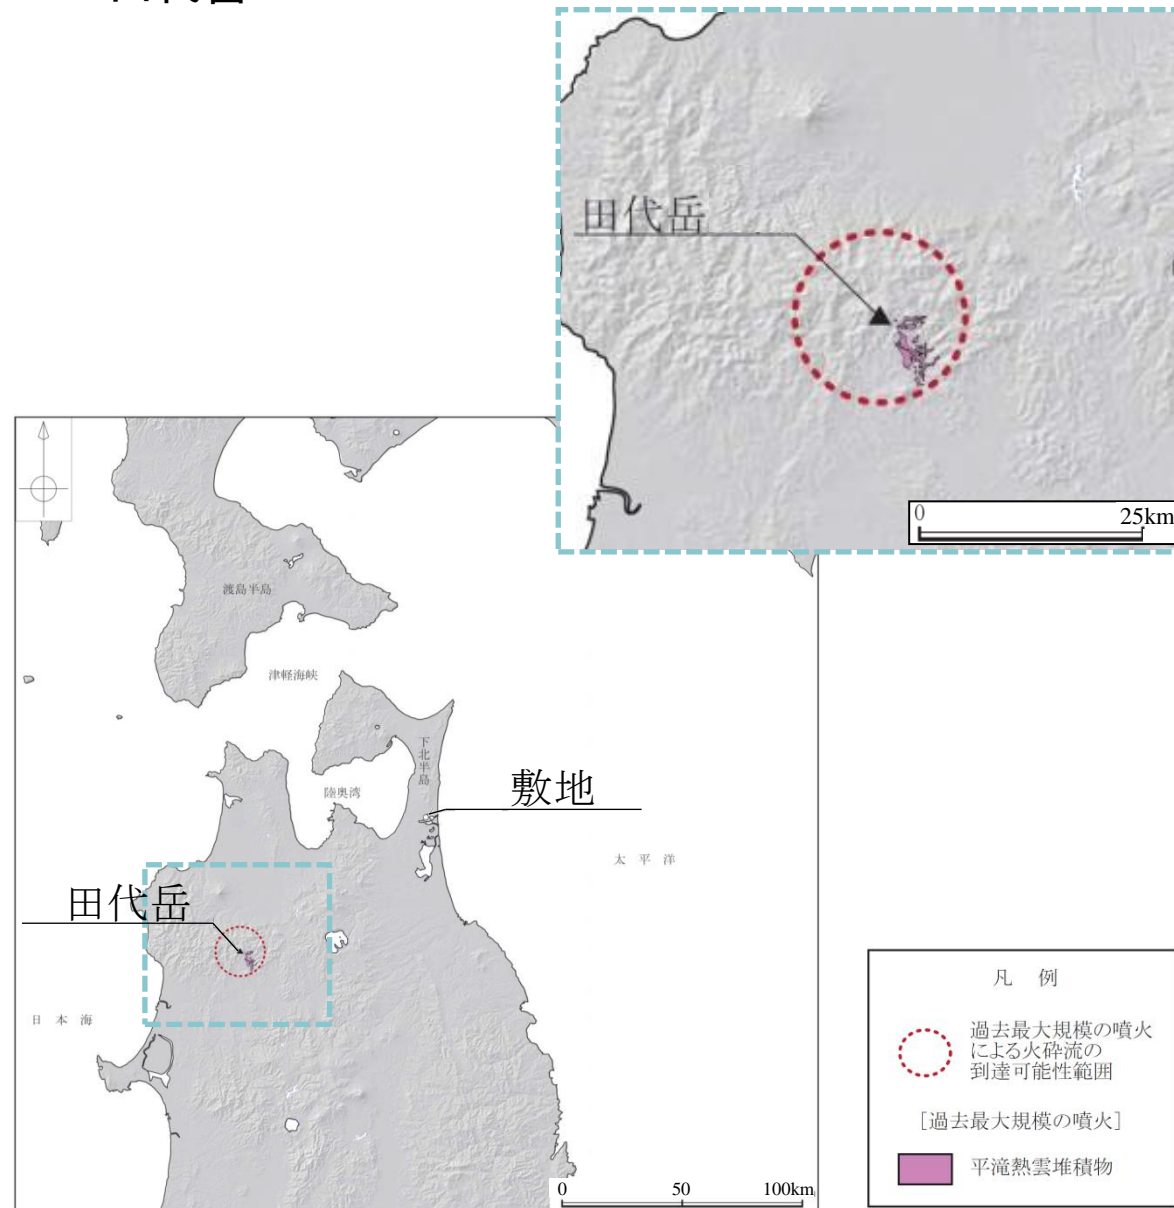 田代岳
0
25km
渡島半島
津軽海峡
下北半島
陸奥湾
敷地
太平洋
田代岳
日本海
0
50
100km
凡例
過去最大規模の噴火
による火砕流の
到達可能性範囲
[過去最大規模の噴火]
平滝熱雲堆積物